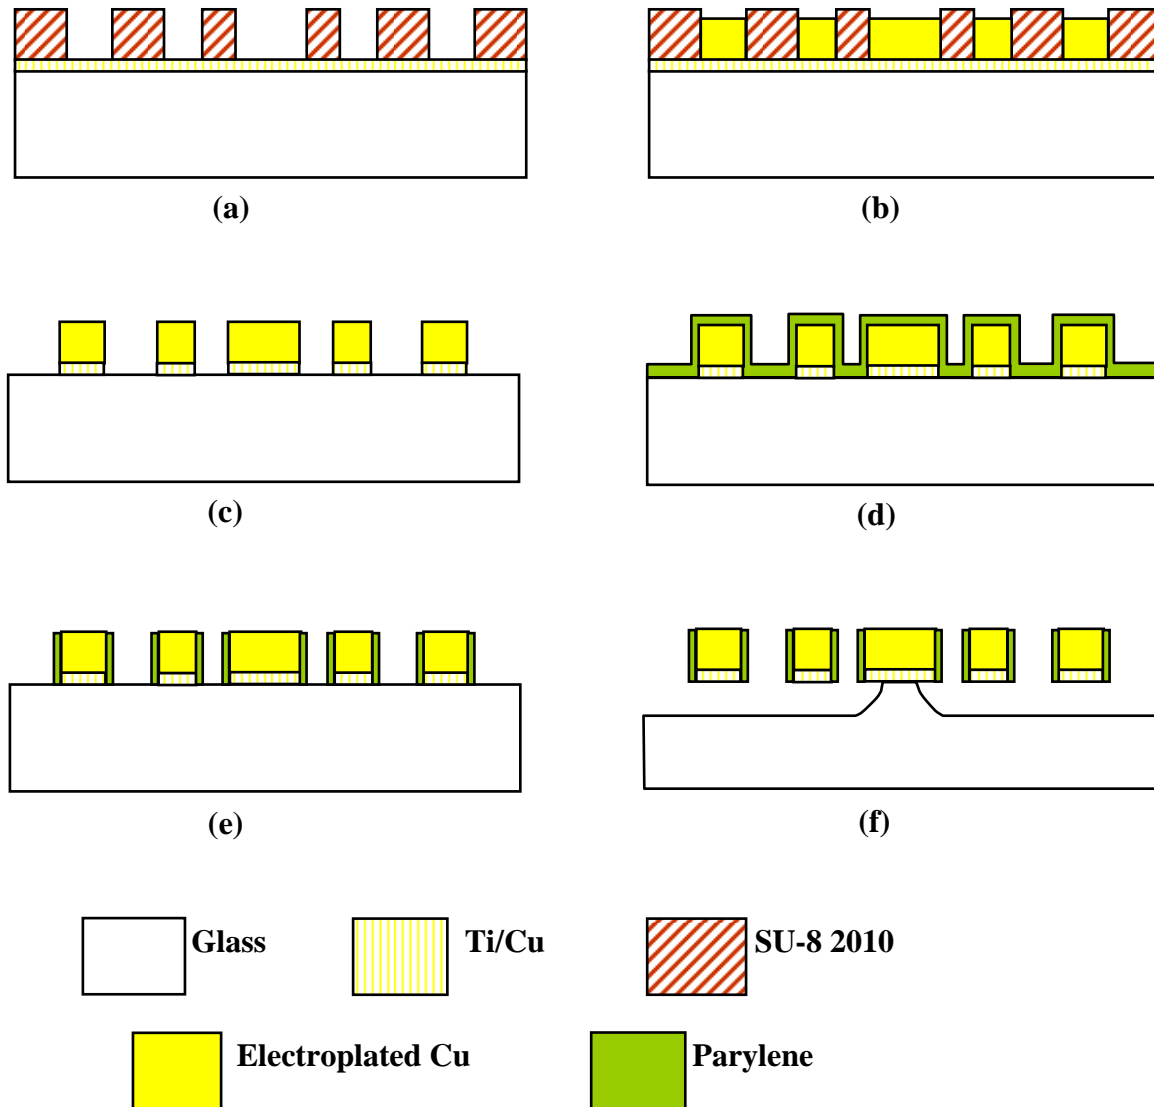 (a)
(b)
(c)
(d)
(e)
(f)
Glass
Ti/Cu
SU-8 2010
Electroplated Cu
Parylene